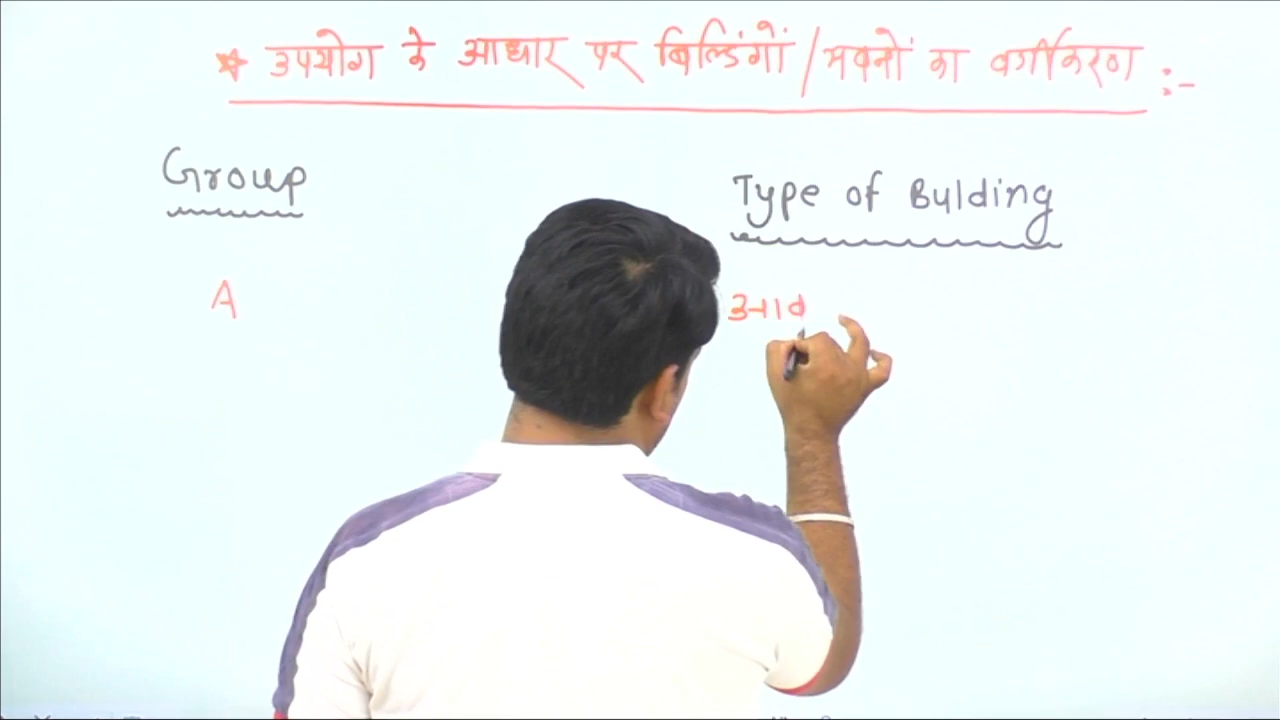 * उपयोग के आधार पर बिल्डिंगों / भवनों का वर्गीकरण :-
Group
Type of Bulding
A
आव